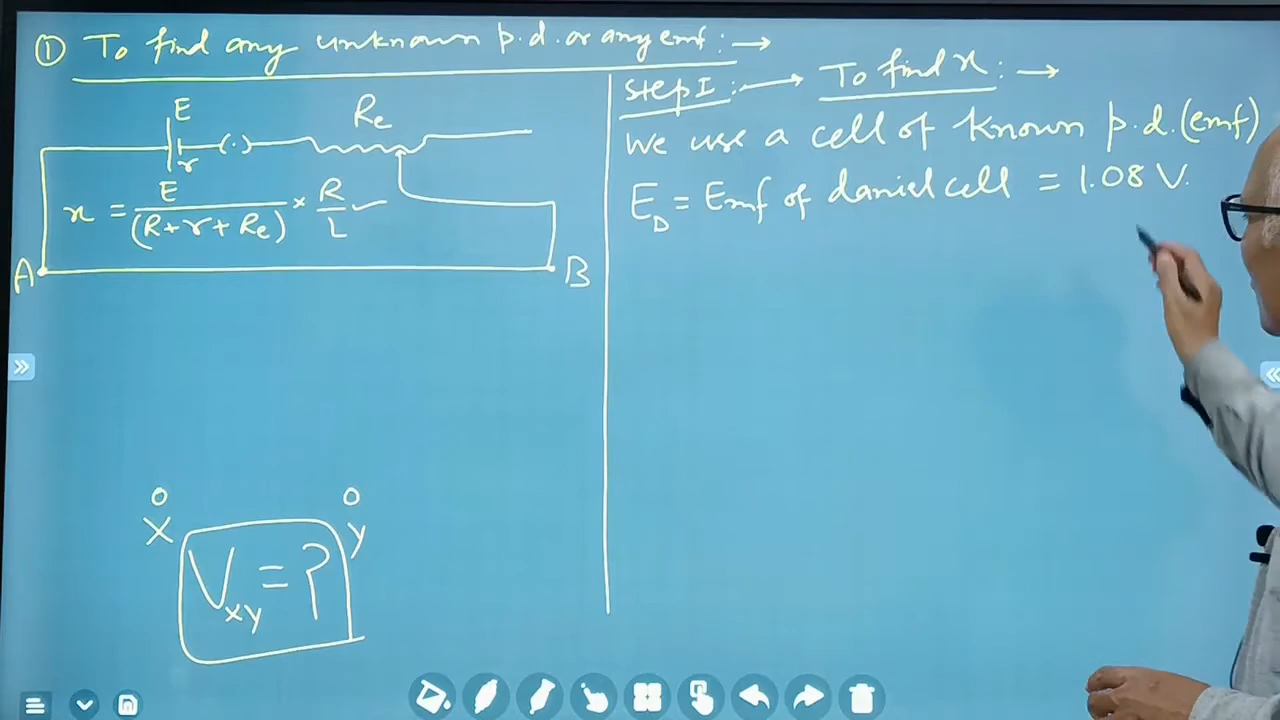 ① To find any unknown p.d. or any emf :→
E
Re
r
x = E / (R+r+Re) × R/L
A
B
X
Y
Vxy = ?
Step I :→ To find x :→
We use a cell of known p.d. (emf)
E_D = Emf of daniel cell = 1.08 V.